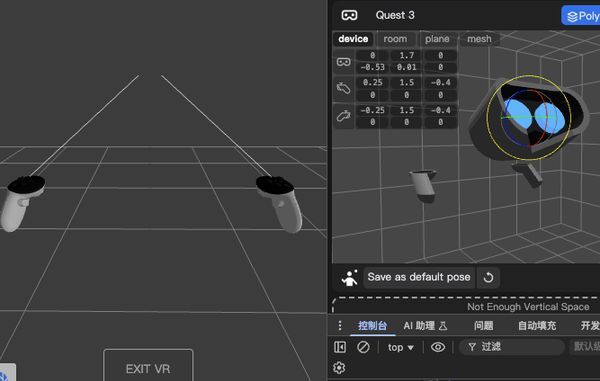 Quest 3
Poly
device room plane mesh
0 1.7 0
-0.53 0.01 0
0.25 1.5 -0.4
0 0 0
-0.25 1.5 -0.4
0 0 0
Save as default pose
Not Enough Vertical Space
控制台 AI 助理 问题 自动填充 开发
top 过滤 默认级
EXIT VR